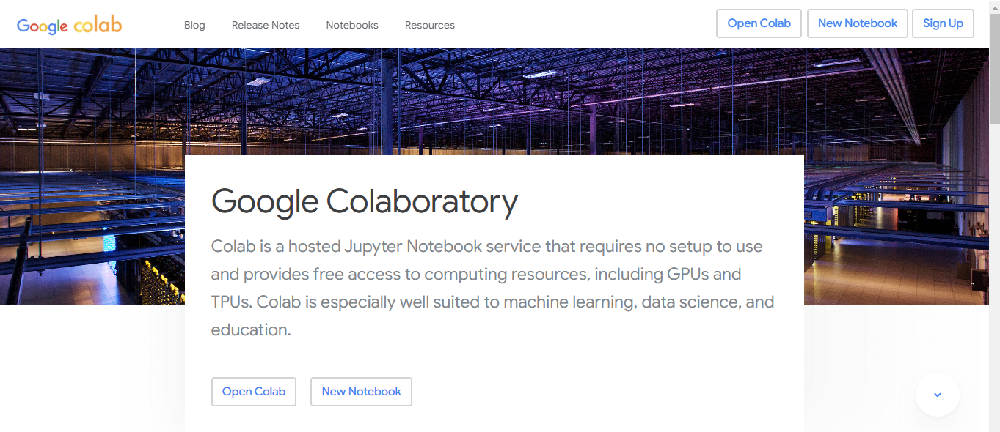 Google colab
Blog
Release Notes
Notebooks
Resources
Open Colab
New Notebook
Sign Up
Google Colaboratory
Colab is a hosted Jupyter Notebook service that requires no setup to use
and provides free access to computing resources, including GPUs and
TPUs. Colab is especially well suited to machine learning, data science, and
education.
Open Colab
New Notebook